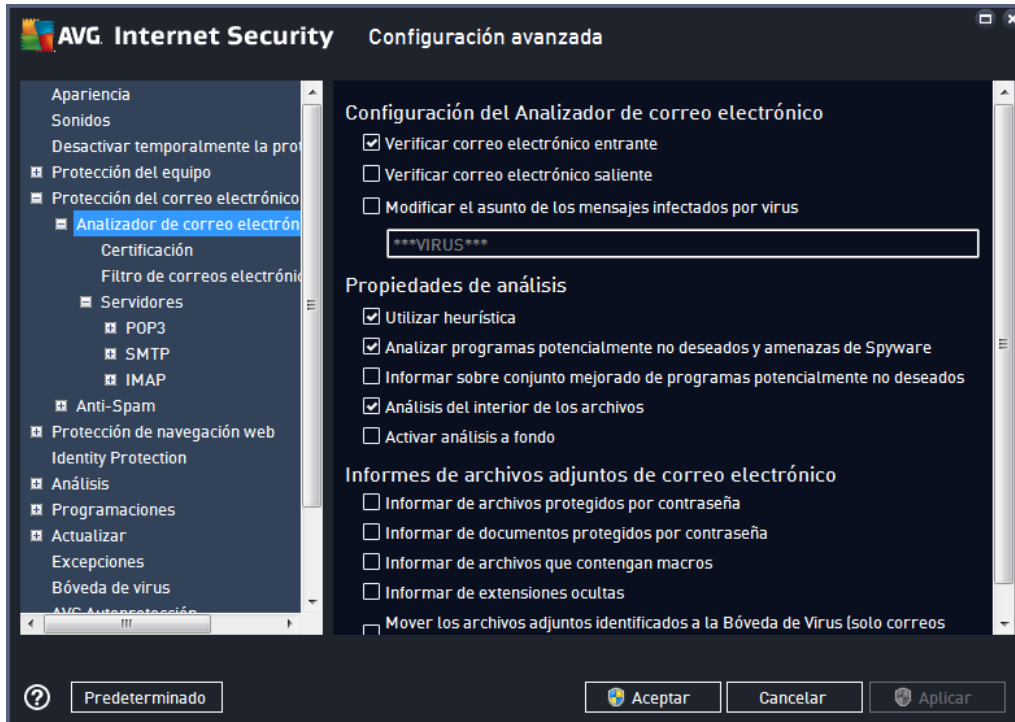 AVG. Internet Security Configuración avanzada
Apariencia
Sonidos
Desactivar temporalmente la
Protección del equipo
Protección del correo electrónico
Analizador de correo
Certificación
Filtro de correos
Servidores
POP3
SMTP
IMAP
Anti-Spam
Protección de navegación web
Identity Protection
Análisis
Programaciones
Actualizar
Excepciones
Bóveda de virus
AVG Autoprotección
Configuración del Analizador de correo electrónico
Verificar correo electrónico entrante
Verificar correo electrónico saliente
Modificar el asunto de los mensajes infectados por virus
***VIRUS***
Propiedades de análisis
Utilizar heurística
Analizar programas potencialmente no deseados y amenazas de Spyware
Informar sobre conjunto mejorado de programas potencialmente no deseados
Análisis del interior de los archivos
Activar análisis a fondo
Informes de archivos adjuntos de correo electrónico
Informar de archivos protegidos por contraseña
Informar de documentos protegidos por contraseña
Informar de archivos que contengan macros
Informar de extensiones ocultas
Mover los archivos adjuntos identificados a la Bóveda de Virus (solo correos
? Predeterminado Aceptar Cancelar Aplicar